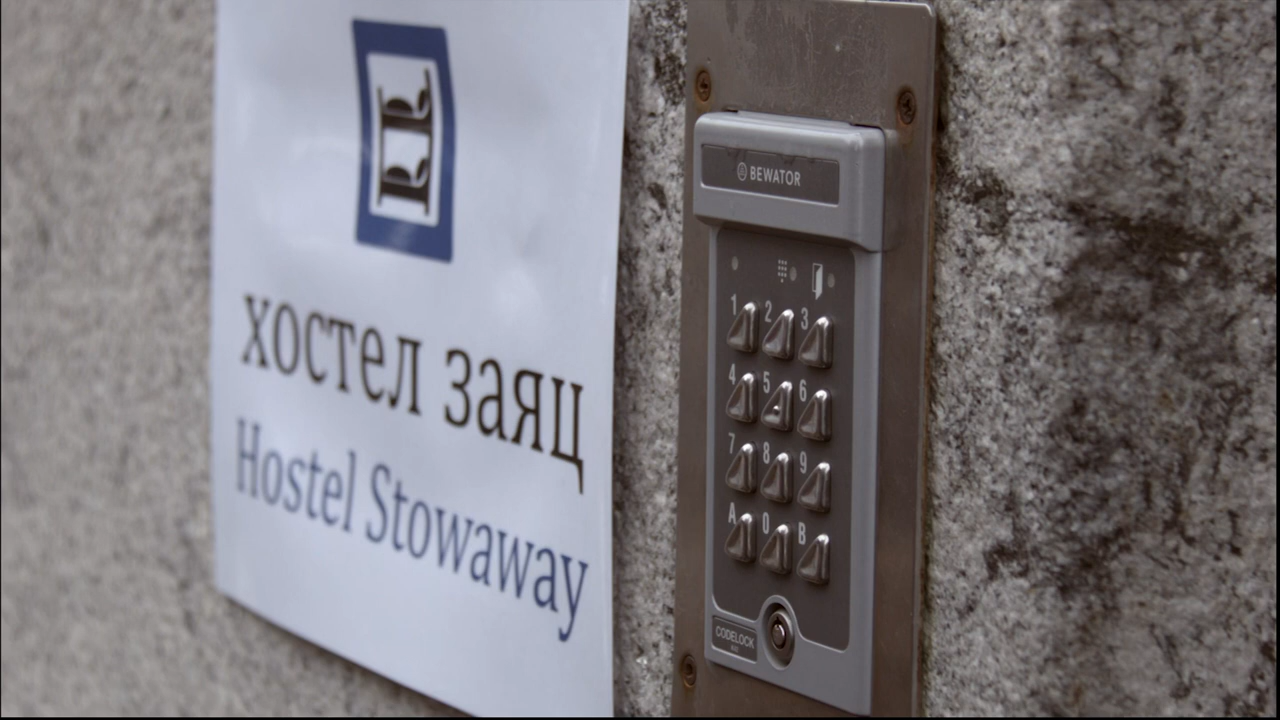 хостел заяц
Hostel Stowaway
BEWATOR
1 2 3
4 5 6
7 8 9
A 0 B
CODELOCK